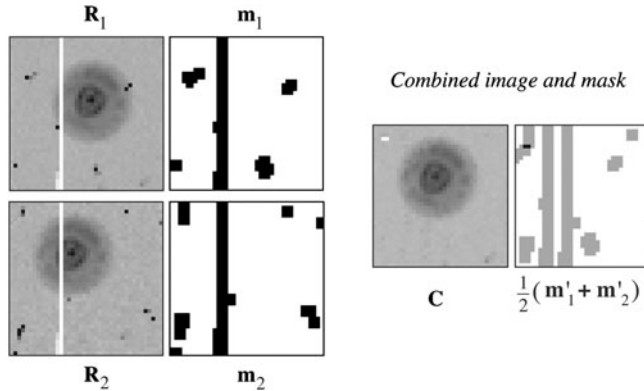 R₁ m₁
Combined image and mask
C ½(m'₁ + m'₂)
R₂ m₂